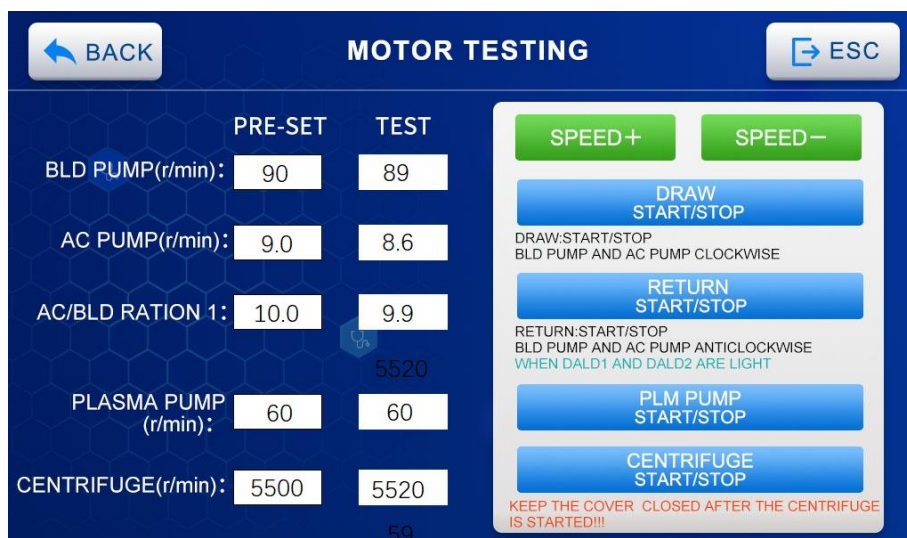 BACK
MOTOR TESTING
ESC
PRE-SET TEST
BLD PUMP(r/min): 90 89
AC PUMP(r/min): 9.0 8.6
AC/BLD RATION 1: 10.0 9.9
5520
PLASMA PUMP
(r/min): 60 60
CENTRIFUGE(r/min): 5500 5520
59
SPEED+ SPEED-
DRAW
START/STOP
DRAW:START/STOP
BLD PUMP AND AC PUMP CLOCKWISE
RETURN
START/STOP
RETURN:START/STOP
BLD PUMP AND AC PUMP ANTICLOCKWISE
WHEN DALD1 AND DALD2 ARE LIGHT
PLM PUMP
START/STOP
CENTRIFUGE
START/STOP
KEEP THE COVER CLOSED AFTER THE CENTRIFUGE
IS STARTED!!!